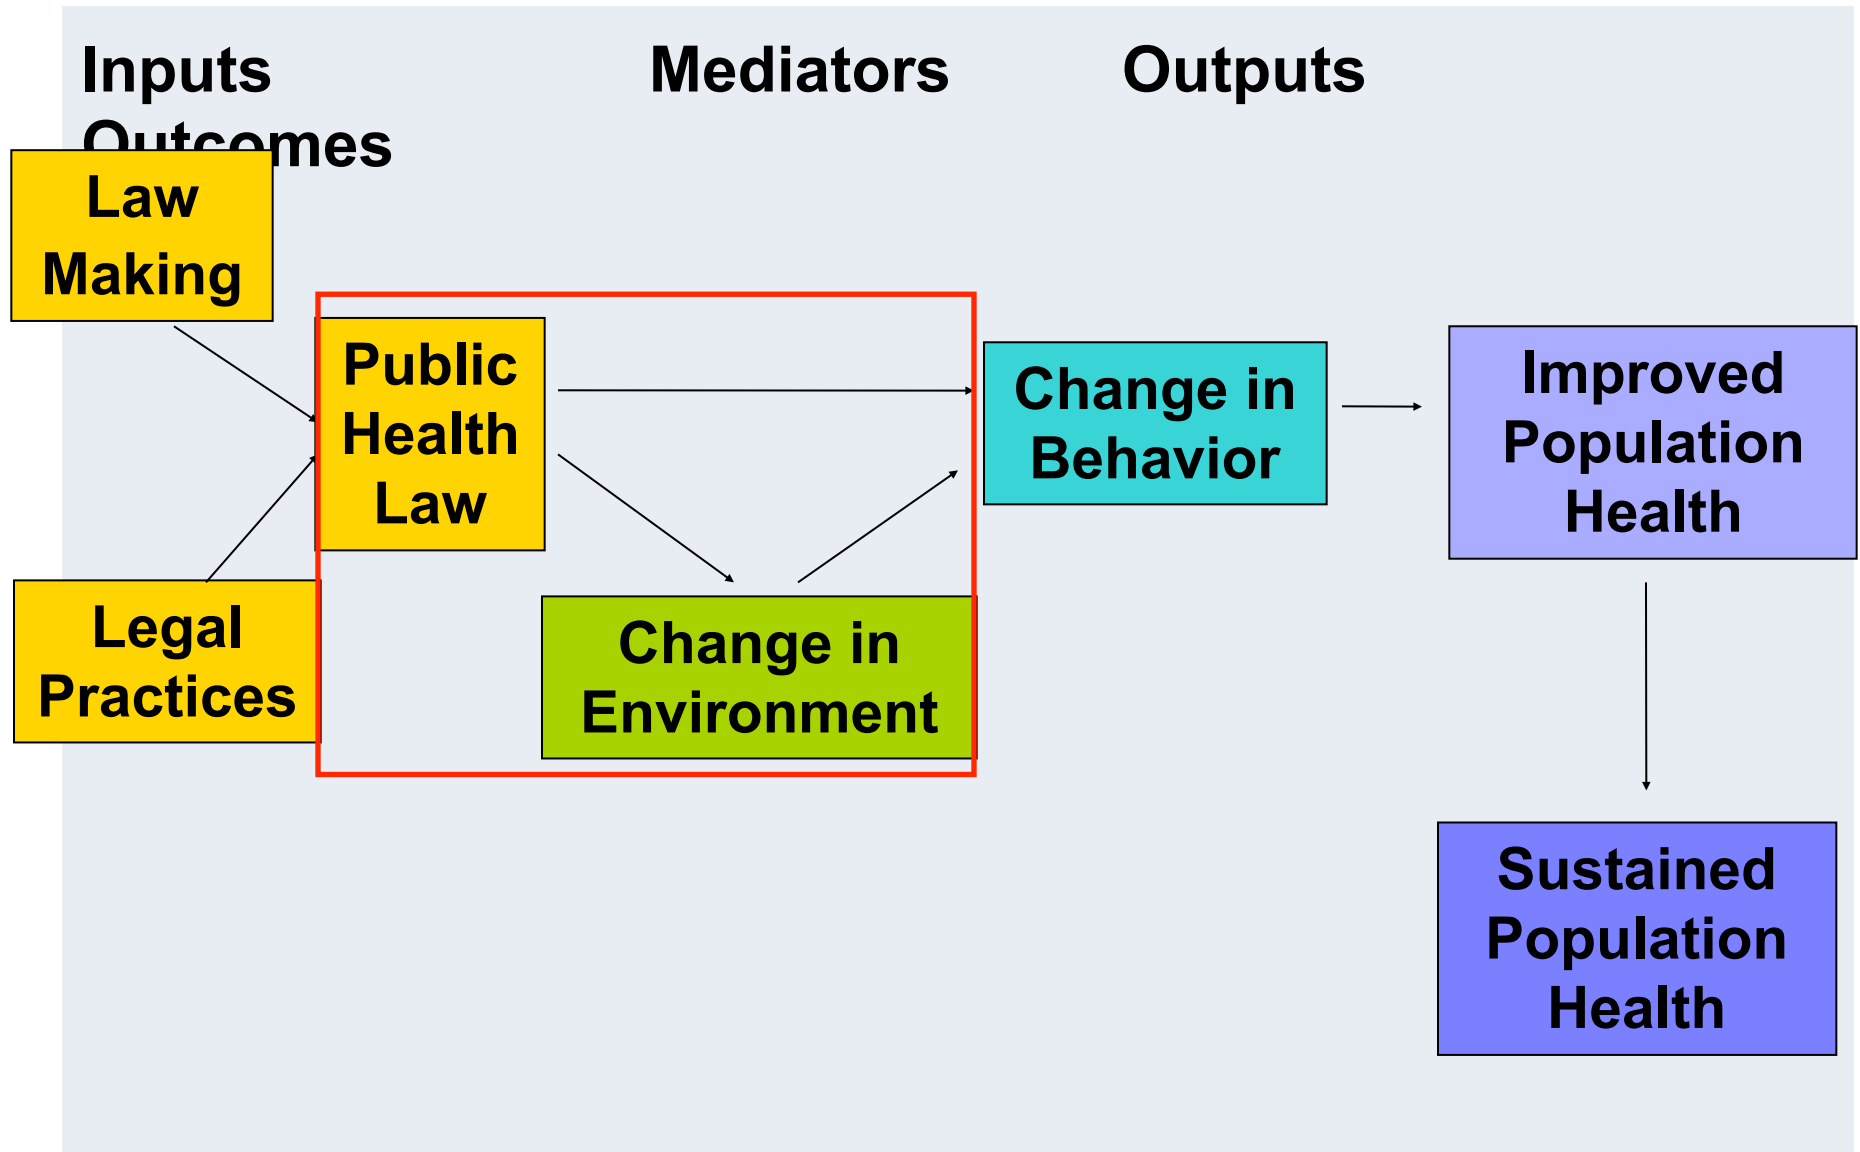 Inputs Mediators Outputs
Outcomes
Law
Making
Public
Health
Law
Legal
Practices
Change in
Environment
Change in
Behavior
Improved
Population
Health
Sustained
Population
Health